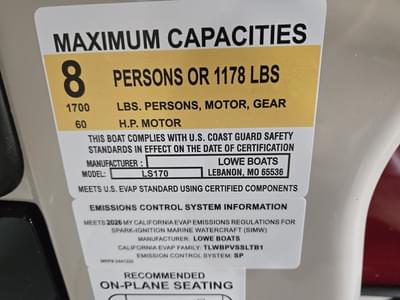 MAXIMUM CAPACITIES
8 PERSONS OR 1178 LBS
1700 LBS. PERSONS, MOTOR, GEAR
60 H.P. MOTOR
THIS BOAT COMPLIES WITH U.S. COAST GUARD SAFETY
STANDARDS IN EFFECT ON THE DATE OF CERTIFICATION
MANUFACTURER: LOWE BOATS
MODEL: LS170 LEBANON, MO 65536
MEETS U.S. EVAP STANDARD USING CERTIFIED COMPONENTS
EMISSIONS CONTROL SYSTEM INFORMATION
MEETS 2026 MY CALIFORNIA EVAP EMISSIONS REGULATIONS FOR
SPARK-IGNITION MARINE WATERCRAFT (SIMW)
MANUFACTURER: LOWE BOATS
CALIFORNIA EVAP FAMILY: TLWBPVSSLTB1
EMISSION CONTROL SYSTEM: SP
RECOMMENDED
ON-PLANE SEATING